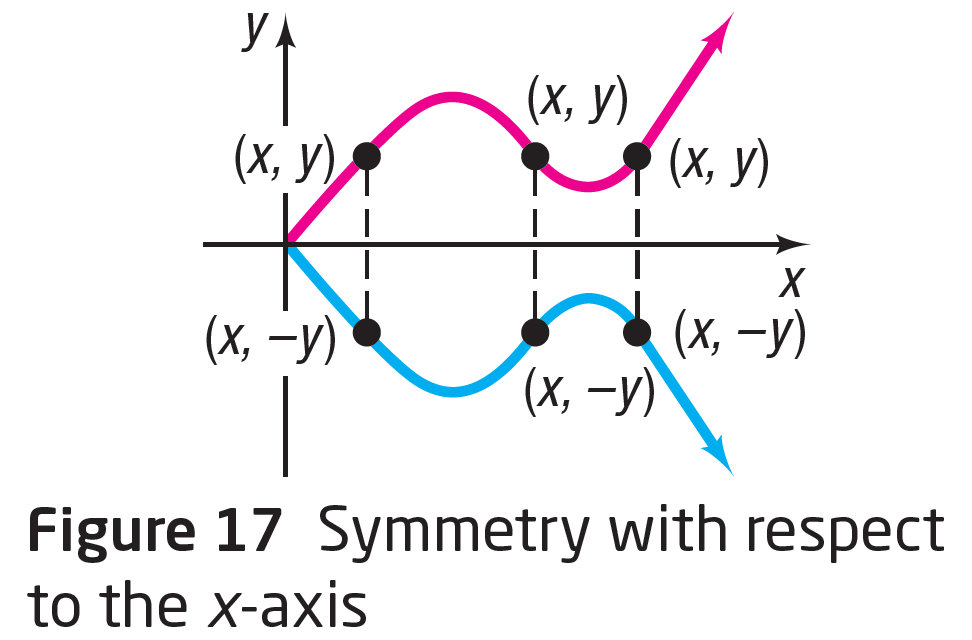 y
(x, y)
(x, y)
(x, y)
x
(x, −y)
(x, −y)
(x, −y)
Figure 17 Symmetry with respect
to the x-axis